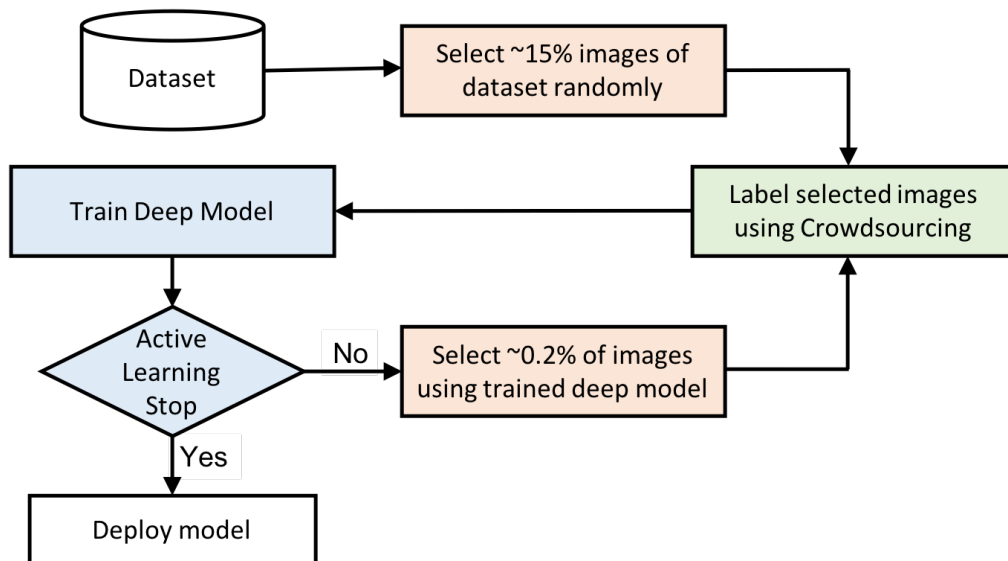 Dataset
Select ~15% images of
dataset randomly
Train Deep Model
Label selected images
using Crowdsourcing
Active
Learning
Stop
No
Select ~0.2% of images
using trained deep model
Yes
Deploy model